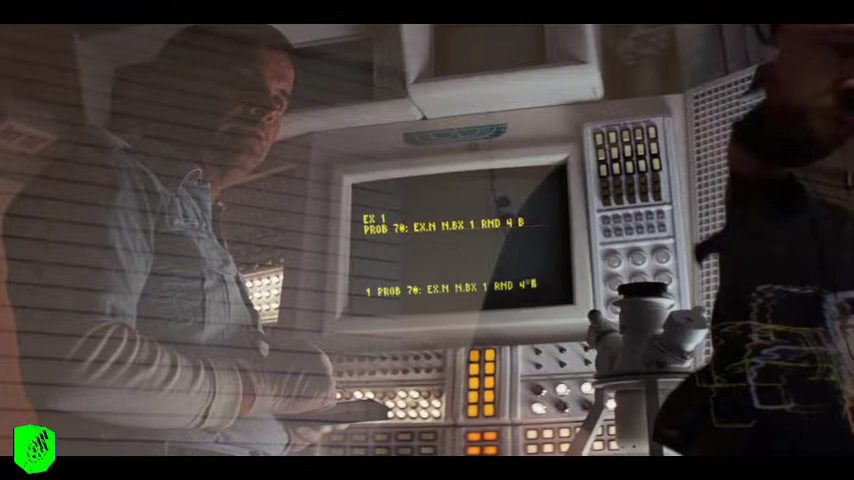 EX 1
PROB 70: EX.N N.BX 1 RND 4 B
1 PROB 70: EX.N N.BX 1 RND 4